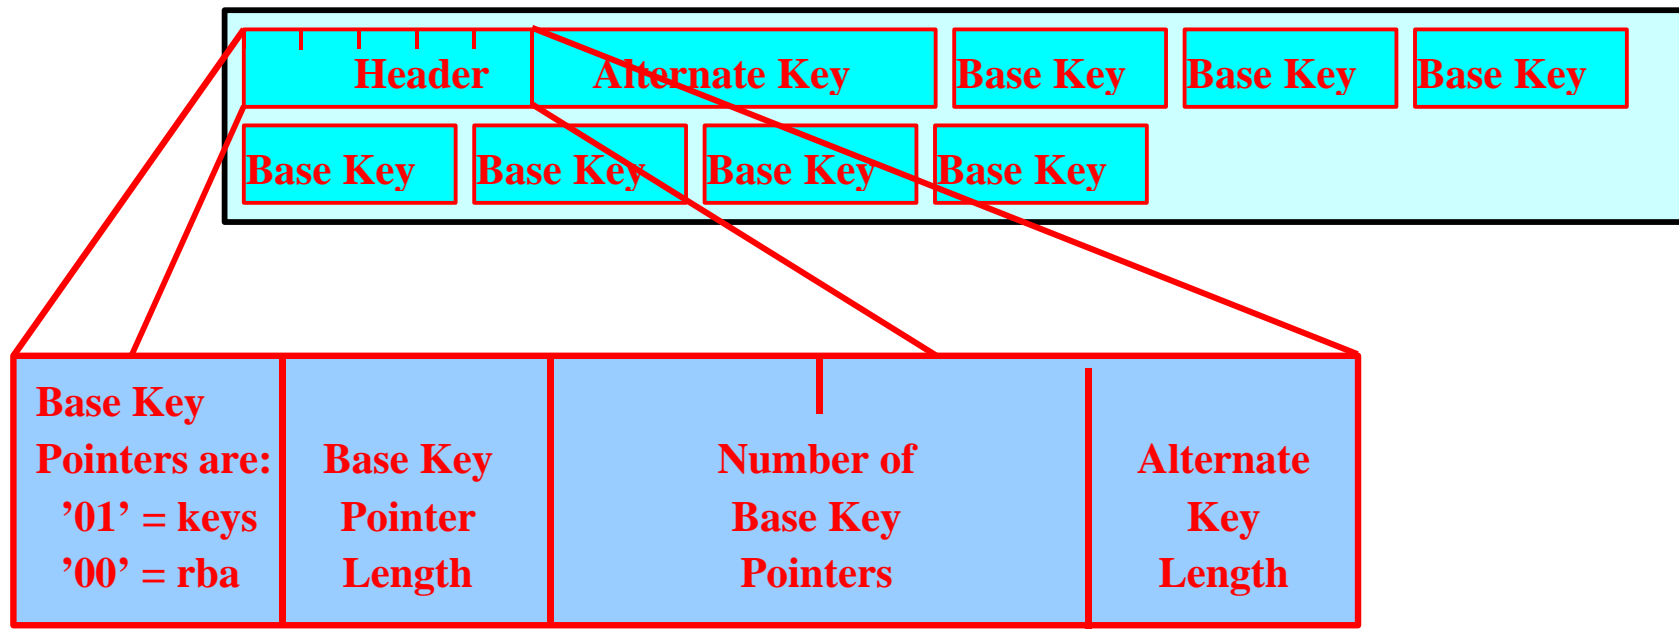 Header Alternate Key Base Key Base Key Base Key
Base Key Base Key Base Key Base Key
Base Key
Pointers are:
’01’ = keys
’00’ = rba
Base Key
Pointer
Length
Number of
Base Key
Pointers
Alternate
Key
Length